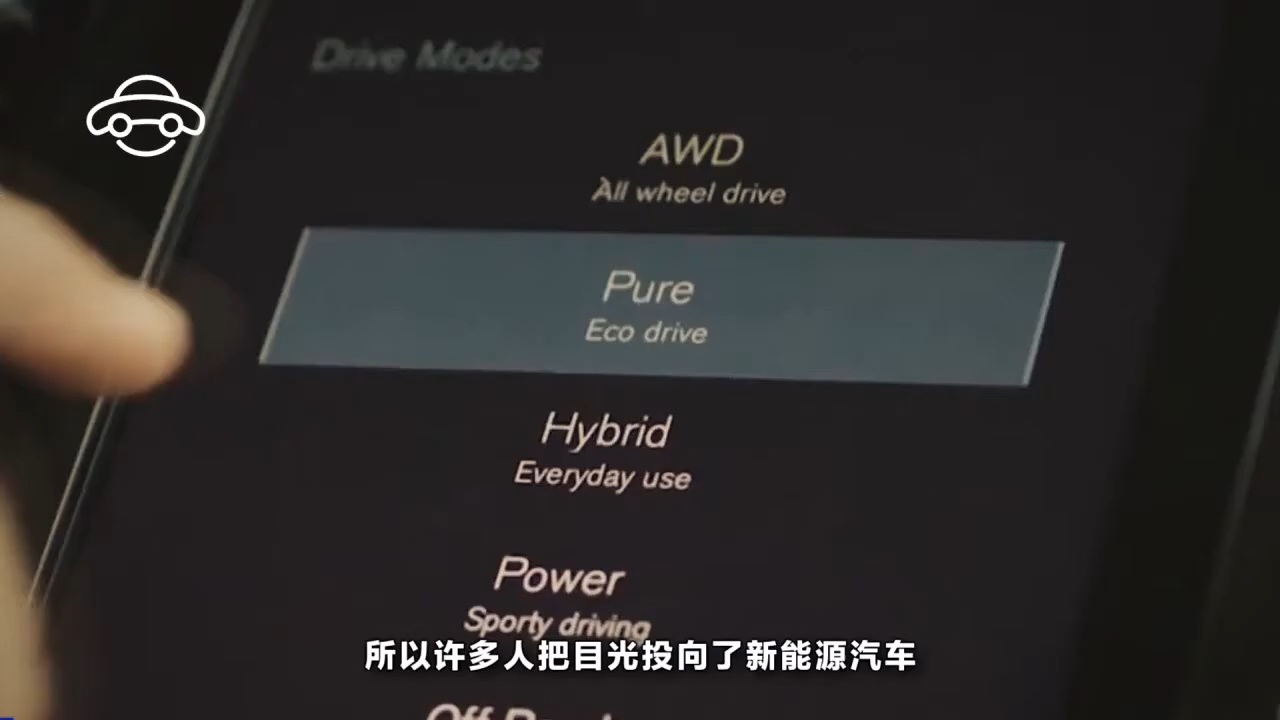 Drive Modes
AWD
All wheel drive
Pure
Eco drive
Hybrid
Everyday use
Power
Sporty driving
所以许多人把目光投向了新能源汽车